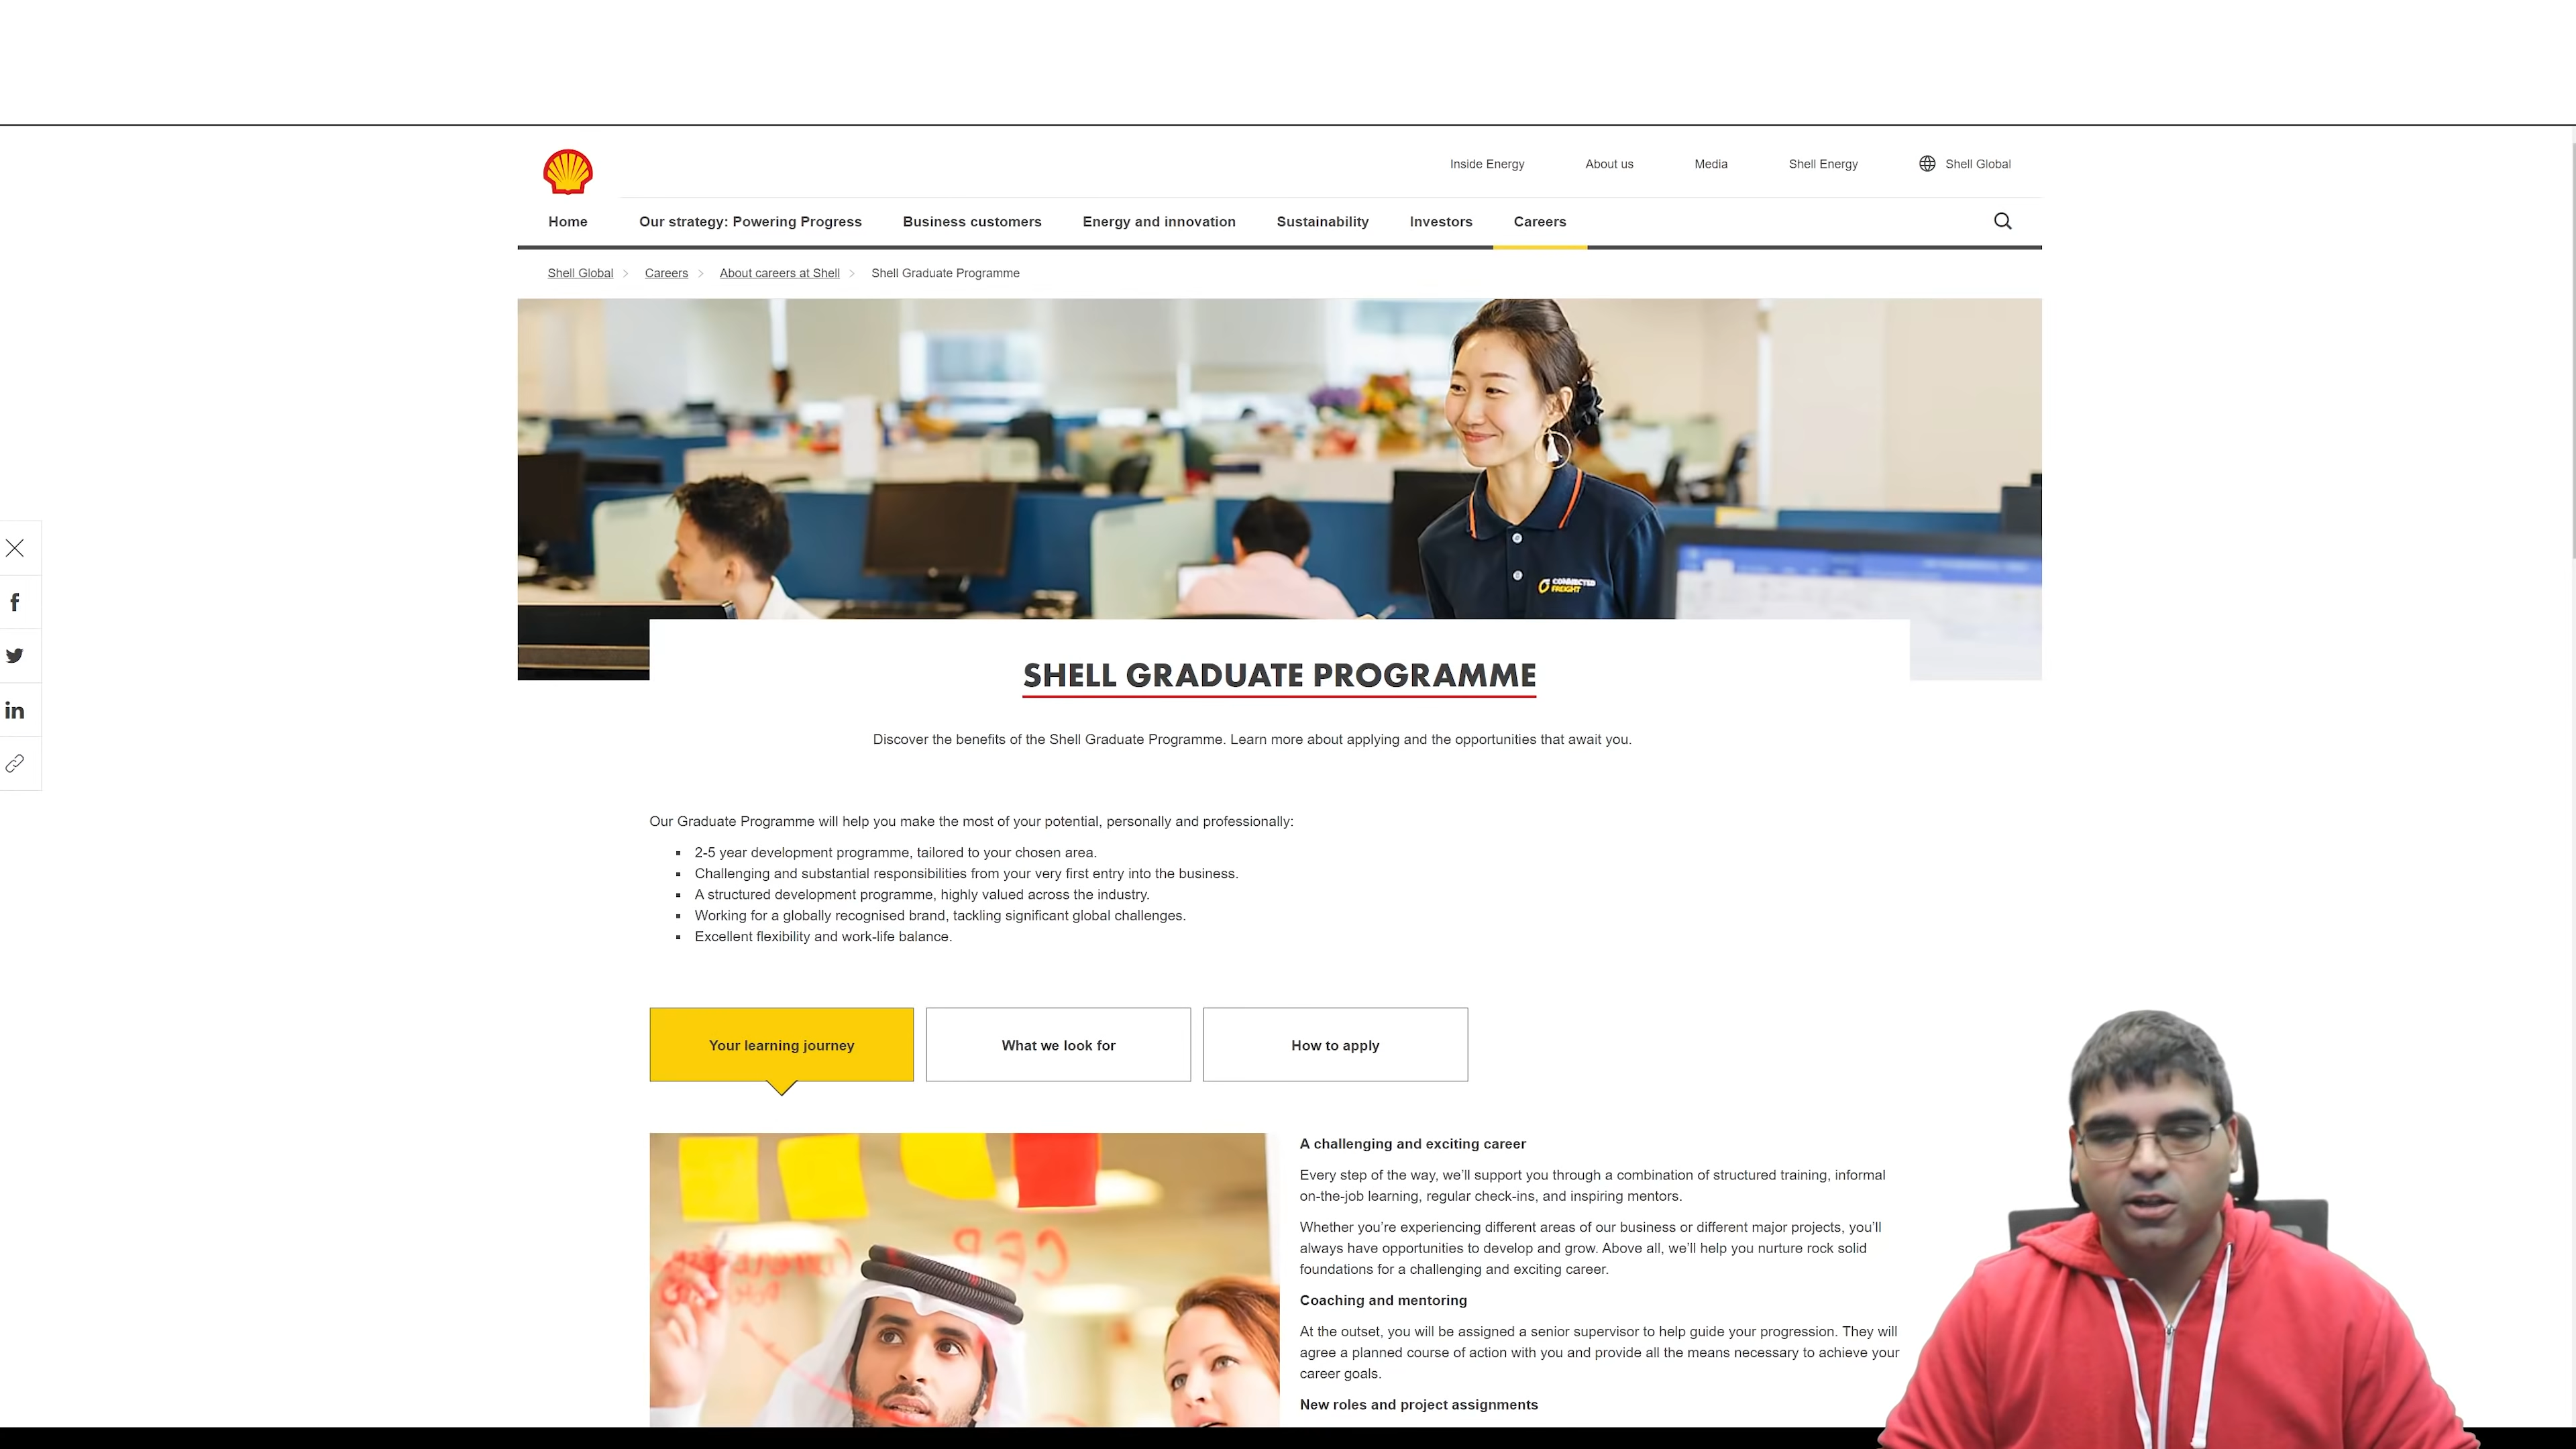 Inside Energy
About us
Media
Shell Energy
Shell Global
Home
Our strategy: Powering Progress
Business customers
Energy and innovation
Sustainability
Investors
Careers
Shell Global
Careers
About careers at Shell
Shell Graduate Programme
CONNECTED
FREIGHT
SHELL GRADUATE PROGRAMME
Discover the benefits of the Shell Graduate Programme. Learn more about applying and the opportunities that await you.
Our Graduate Programme will help you make the most of your potential, personally and professionally:
2-5 year development programme, tailored to your chosen area.
Challenging and substantial responsibilities from your very first entry into the business.
A structured development programme, highly valued across the industry.
Working for a globally recognised brand, tackling significant global challenges.
Excellent flexibility and work-life balance.
Your learning journey
What we look for
How to apply
A challenging and exciting career
Every step of the way, we'll support you through a combination of structured training, informal
on-the-job learning, regular check-ins, and inspiring mentors.
Whether you're experiencing different areas of our business or different major projects, you'll
always have opportunities to develop and grow. Above all, we'll help you nurture rock solid
foundations for a challenging and exciting career.
Coaching and mentoring
At the outset, you will be assigned a senior supervisor to help guide your progression. They will
agree a planned course of action with you and provide all the means necessary to achieve your
career goals.
New roles and project assignments